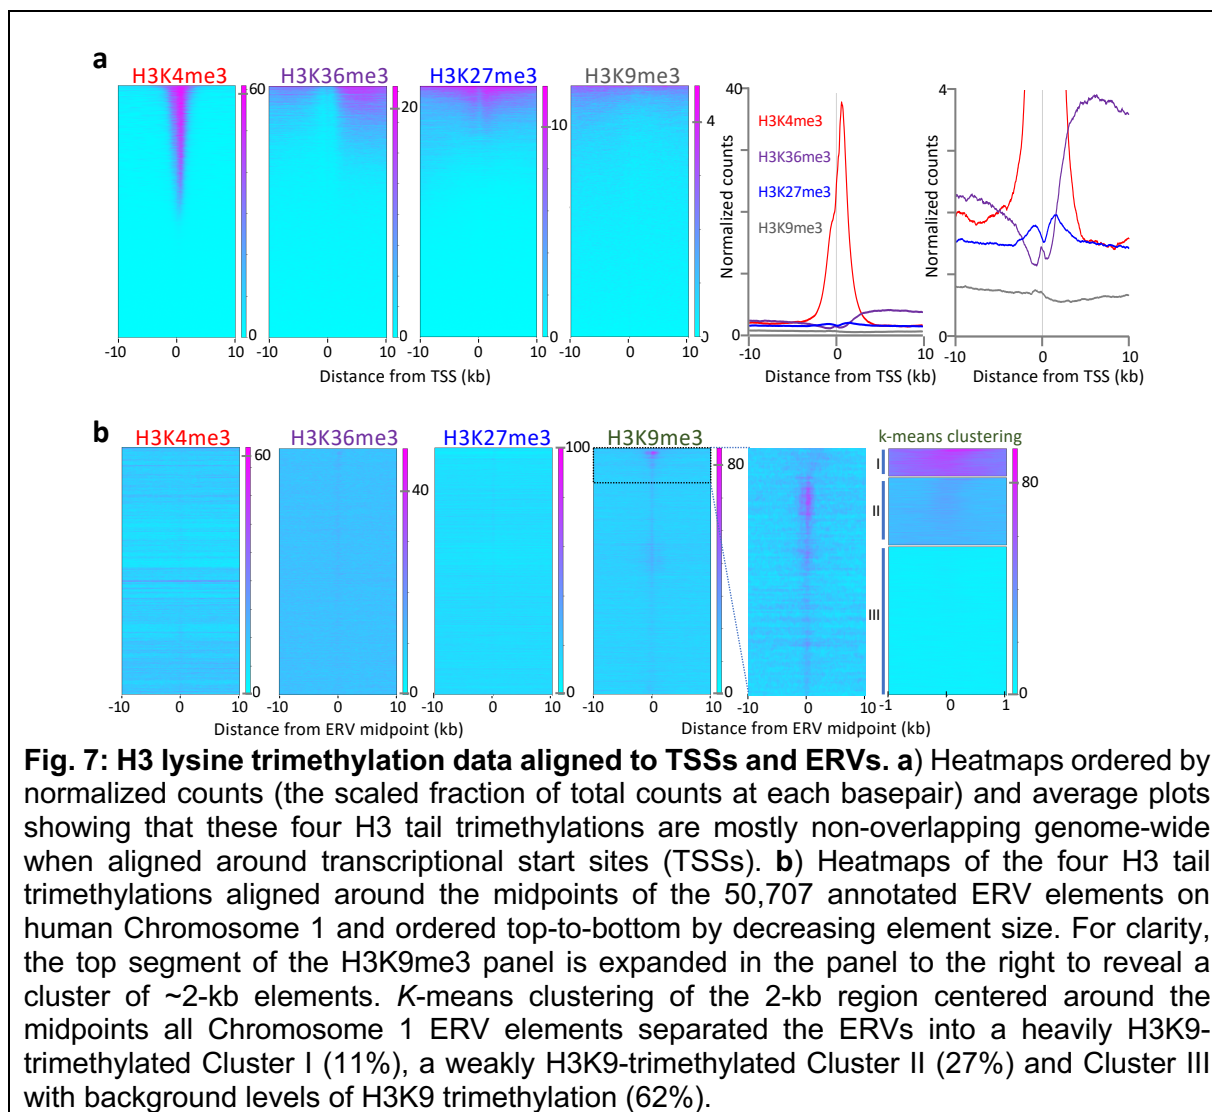 a
H3K4me3 H3K36me3 H3K27me3 H3K9me3
60 20 10 4
0 0 0 0
-10 0 10 0 10 0 10 0 10
Distance from TSS (kb)
40
20
0
Normalized counts
H3K4me3
H3K36me3
H3K27me3
H3K9me3
-10 0 10
Distance from TSS (kb)
4
2
0
Normalized counts
-10 0 10
Distance from TSS (kb)
b
H3K4me3 H3K36me3 H3K27me3 H3K9me3
k-means clustering
60 40 100 80 80
I
II
III
0 0 0 0 0
-10 0 10 -10 0 10 -10 0 10 -10 0 10 -10 0 10 -1 0 1
Distance from ERV midpoint (kb) Distance from ERV midpoint (kb)
Fig. 7: H3 lysine trimethylation data aligned to TSSs and ERVs. a) Heatmaps ordered by
normalized counts (the scaled fraction of total counts at each basepair) and average plots
showing that these four H3 tail trimethylations are mostly non-overlapping genome-wide
when aligned around transcriptional start sites (TSSs). b) Heatmaps of the four H3 tail
trimethylations aligned around the midpoints of the 50,707 annotated ERV elements on
human Chromosome 1 and ordered top-to-bottom by decreasing element size. For clarity,
the top segment of the H3K9me3 panel is expanded in the panel to the right to reveal a
cluster of ~2-kb elements. K-means clustering of the 2-kb region centered around the
midpoints all Chromosome 1 ERV elements separated the ERVs into a heavily H3K9-
trimethylated Cluster I (11%), a weakly H3K9-trimethylated Cluster II (27%) and Cluster III
with background levels of H3K9 trimethylation (62%).